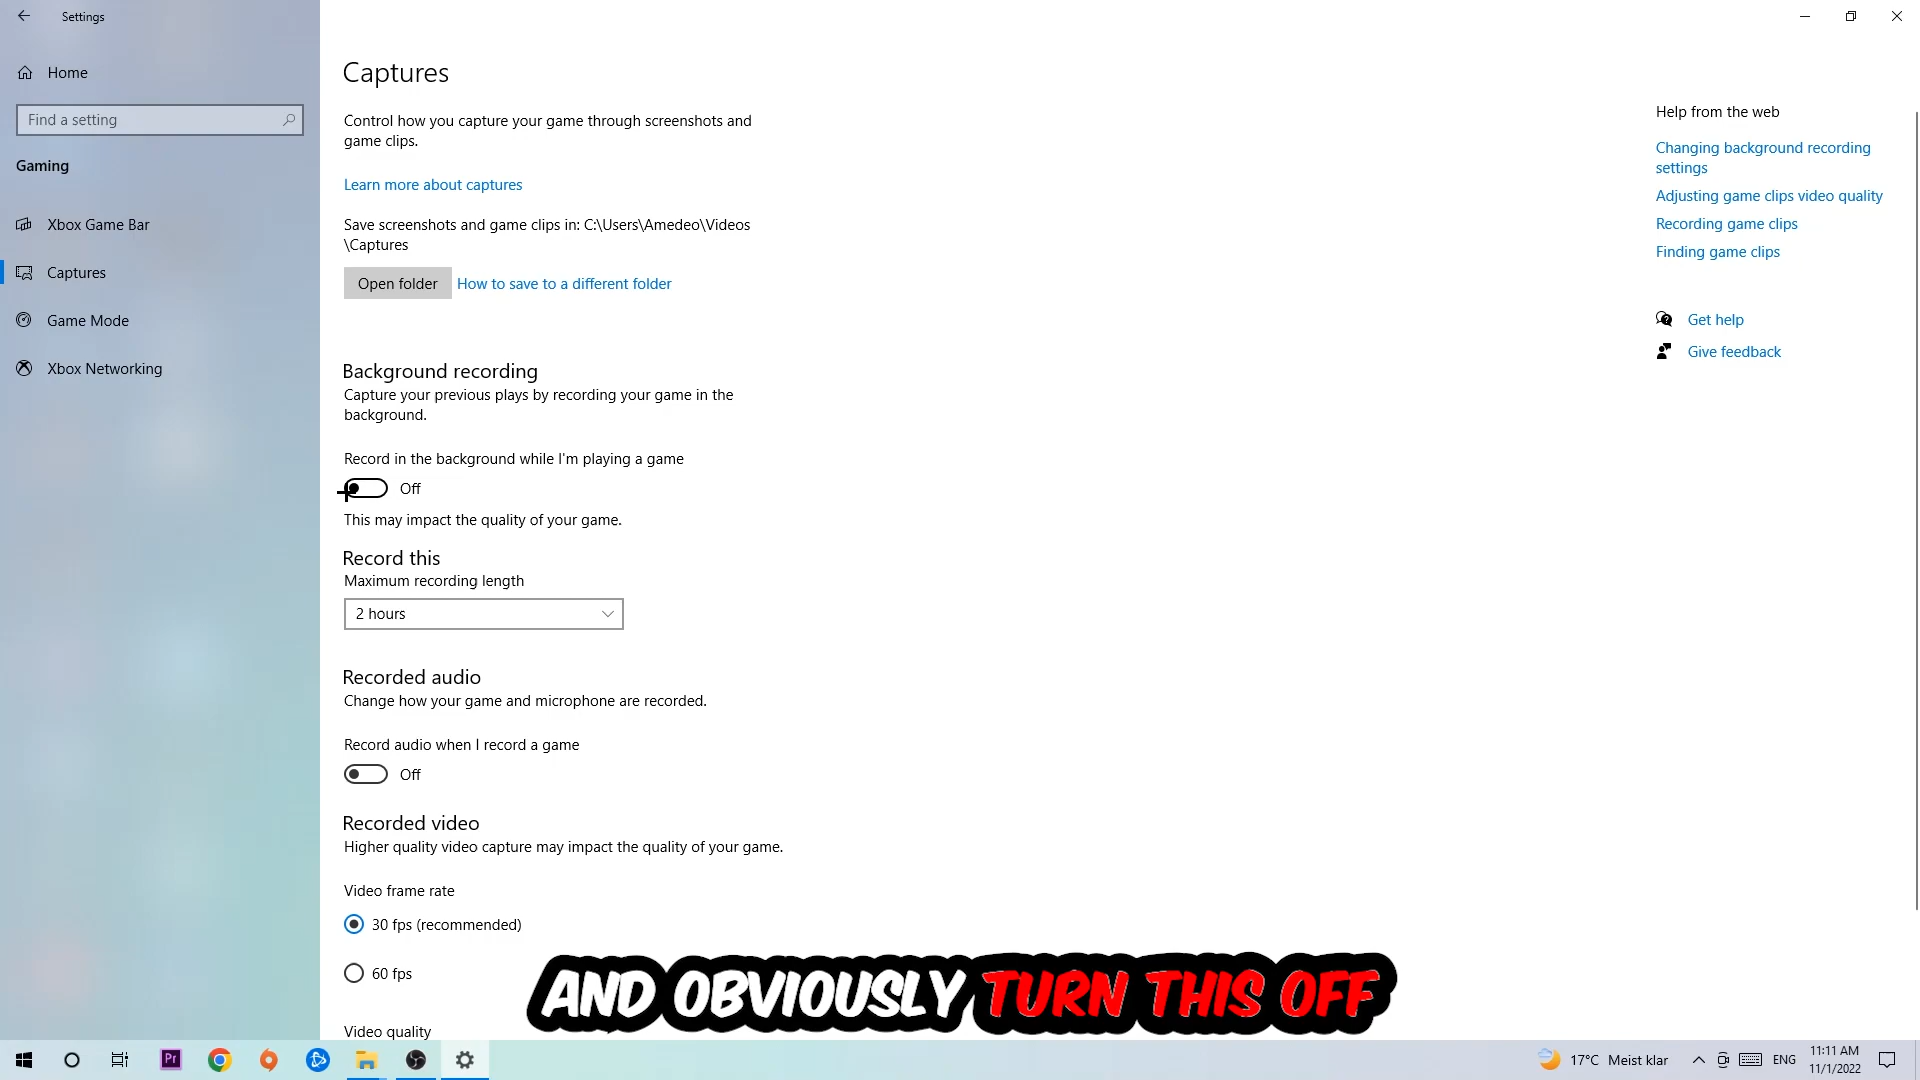 Settings
Home
Find a setting
Gaming
Xbox Game Bar
Captures
Game Mode
Xbox Networking
Captures
Control how you capture your game through screenshots and
game clips.
Learn more about captures
Save screenshots and game clips in: C:\Users\Amedeo\Videos
\Captures
Open folder
How to save to a different folder
Background recording
Capture your previous plays by recording your game in the
background.
Record in the background while I'm playing a game
Off
This may impact the quality of your game.
Record this
Maximum recording length
2 hours
Recorded audio
Change how your game and microphone are recorded.
Record audio when I record a game
Off
Recorded video
Higher quality video capture may impact the quality of your game.
Video frame rate
30 fps (recommended)
60 fps
Video quality
Help from the web
Changing background recording
settings
Adjusting game clips video quality
Recording game clips
Finding game clips
Get help
Give feedback
AND OBVIOUSLY TURN THIS OFF
Pr
17°C Meist klar
ENG
11:11 AM
11/1/2022